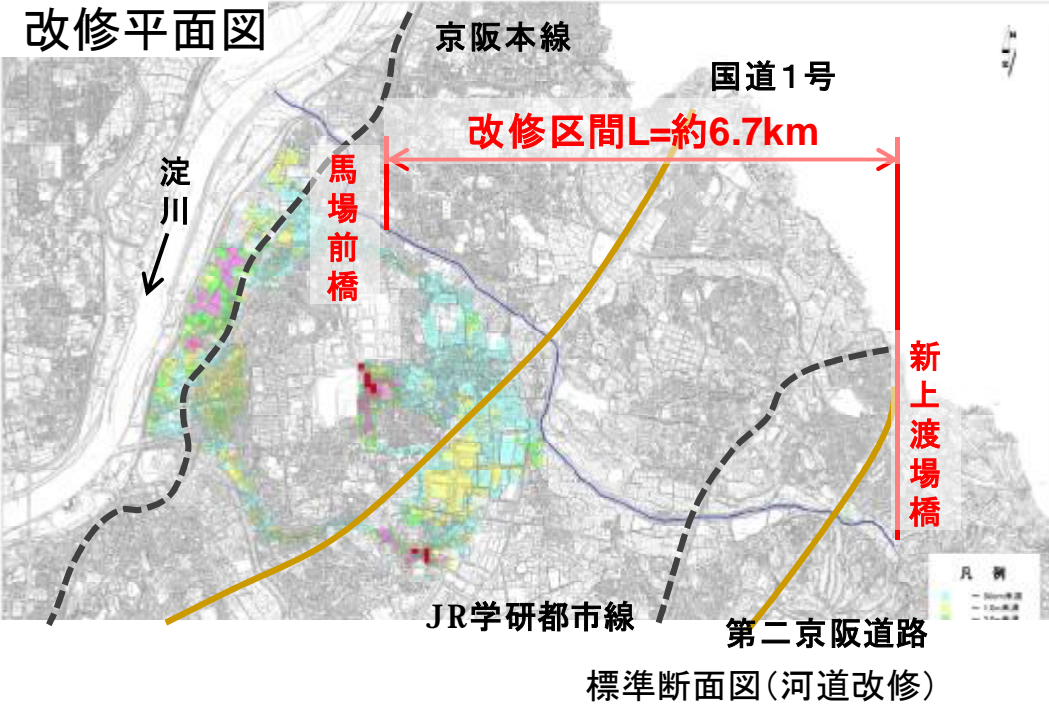 改修平面図
京阪本線
国道1号
改修区間L=約6.7km
淀川
馬場前橋
新上渡場橋
凡 例
JR学研都市線
第二京阪道路
標準断面図(河道改修)